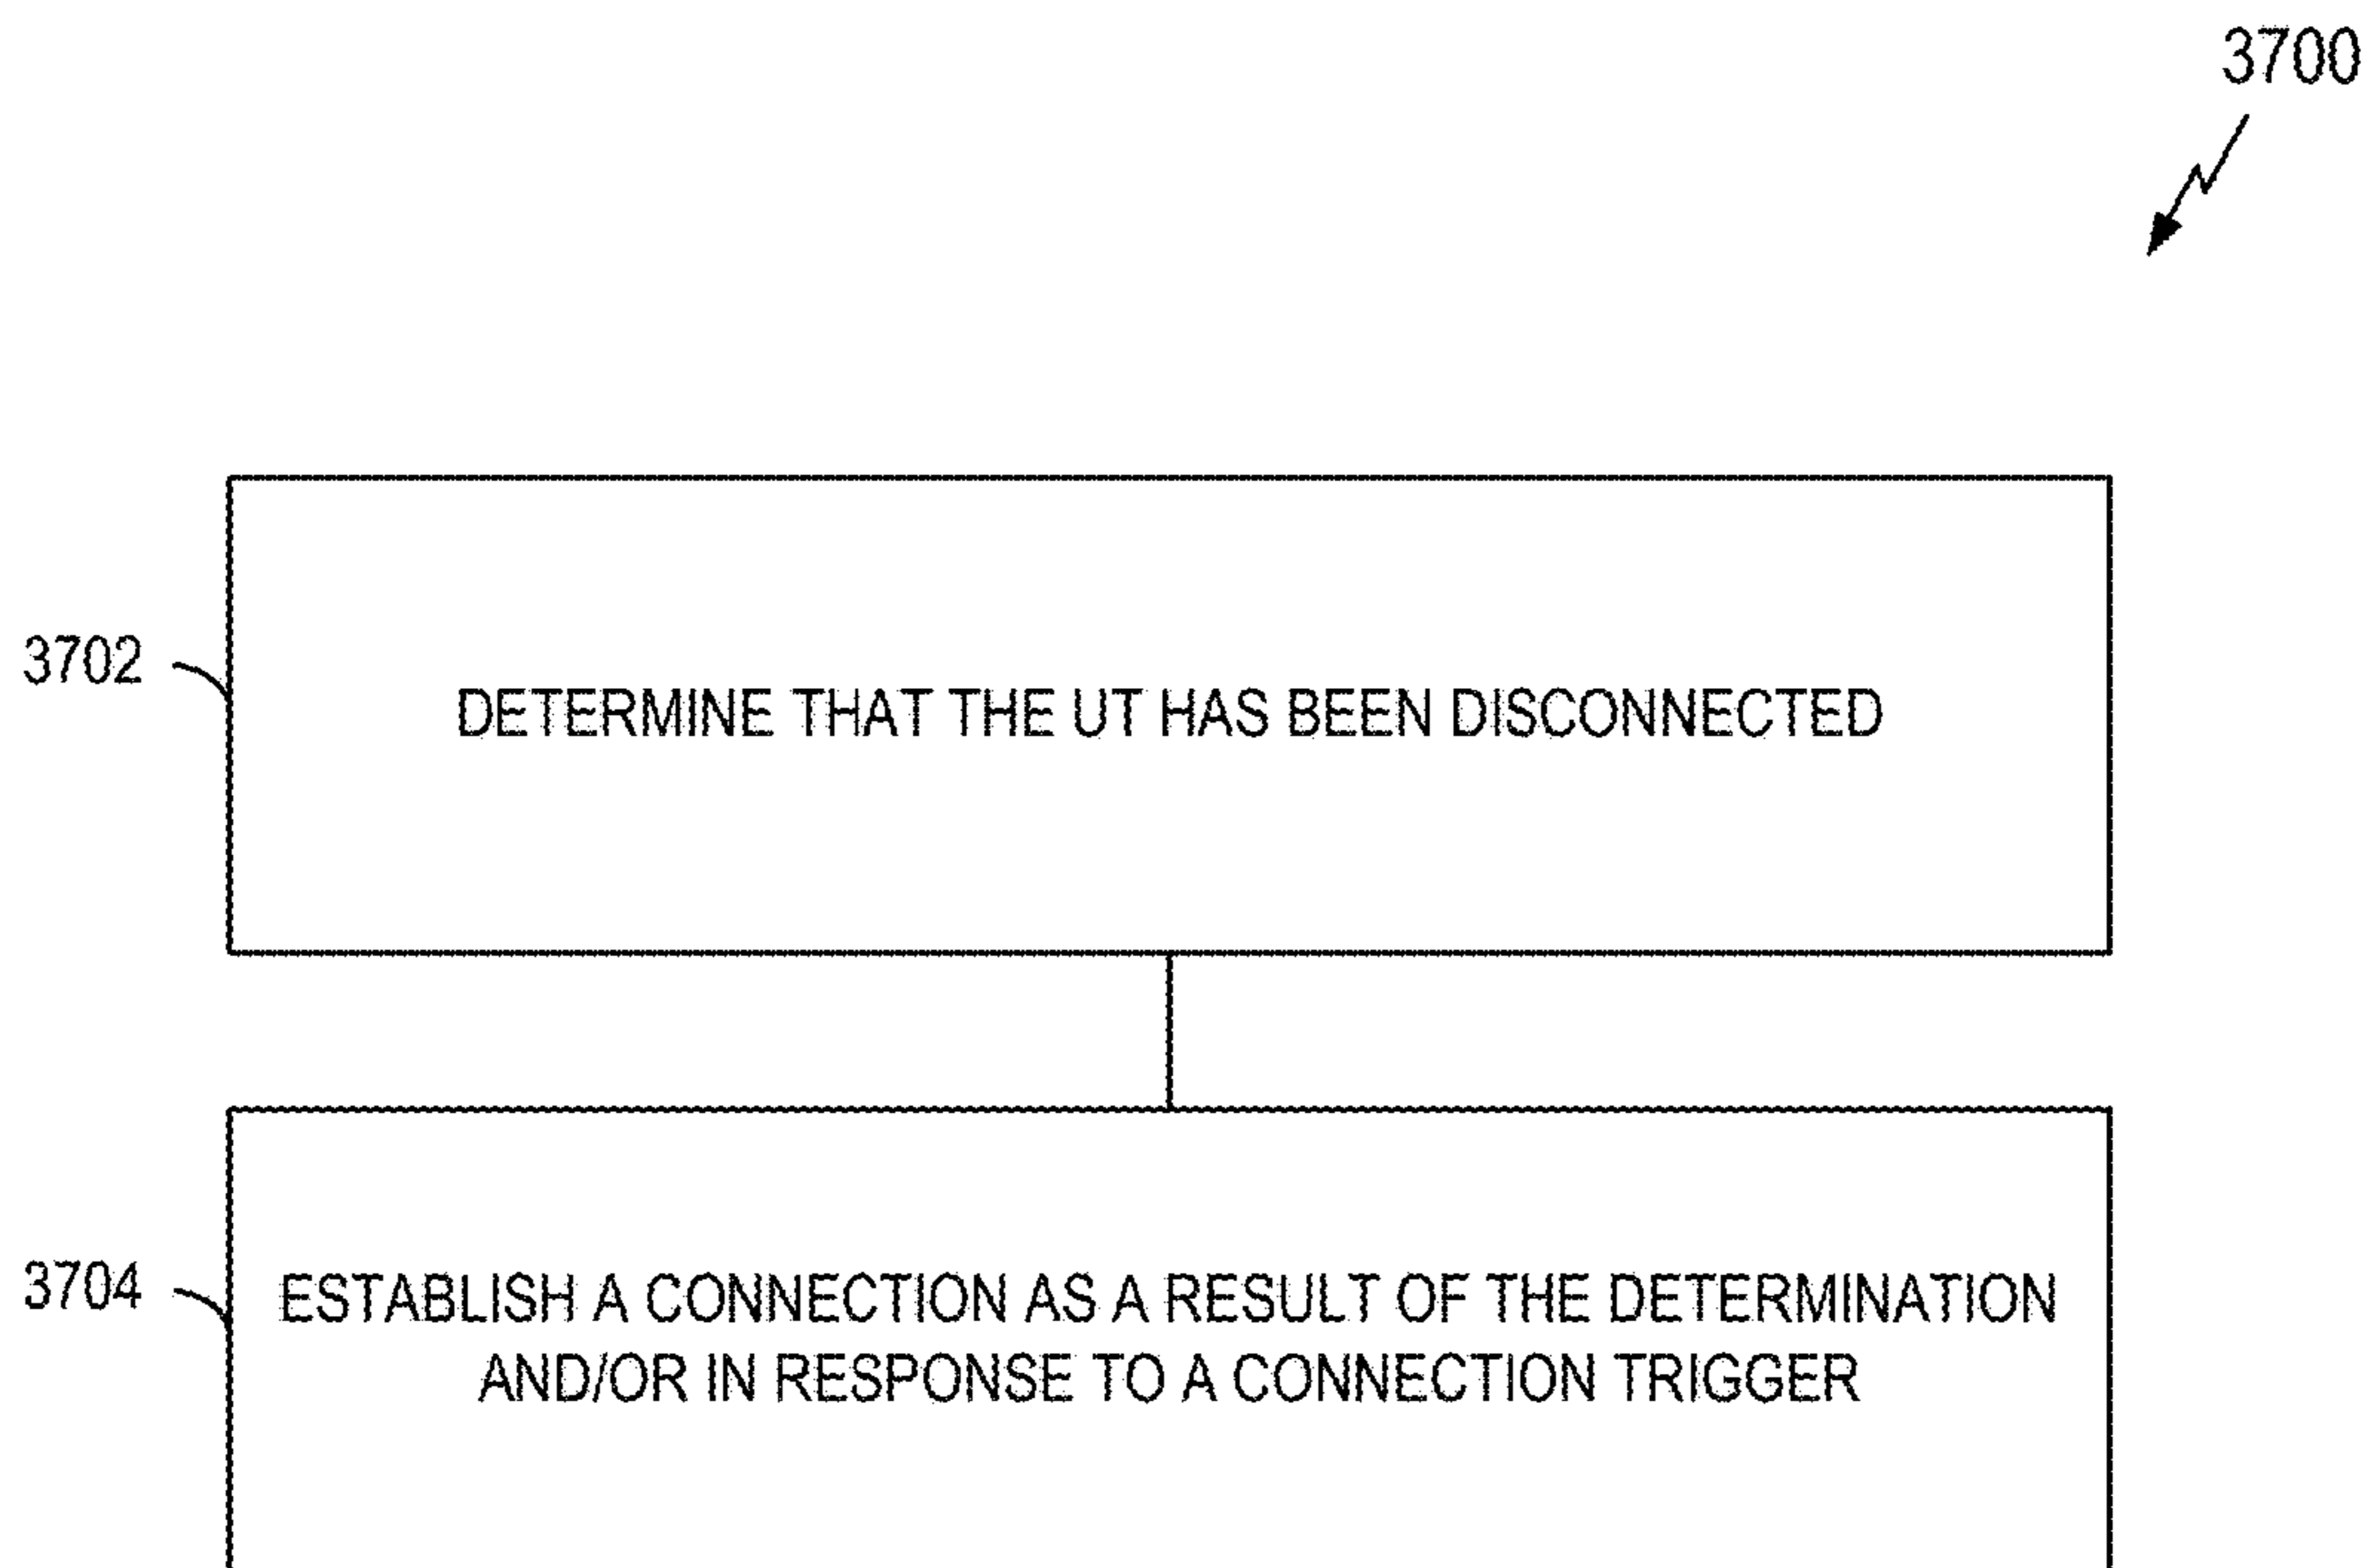 3700
3702
DETERMINE THAT THE UT HAS BEEN DISCONNECTED
3704
ESTABLISH A CONNECTION AS A RESULT OF THE DETERMINATION
AND/OR IN RESPONSE TO A CONNECTION TRIGGER